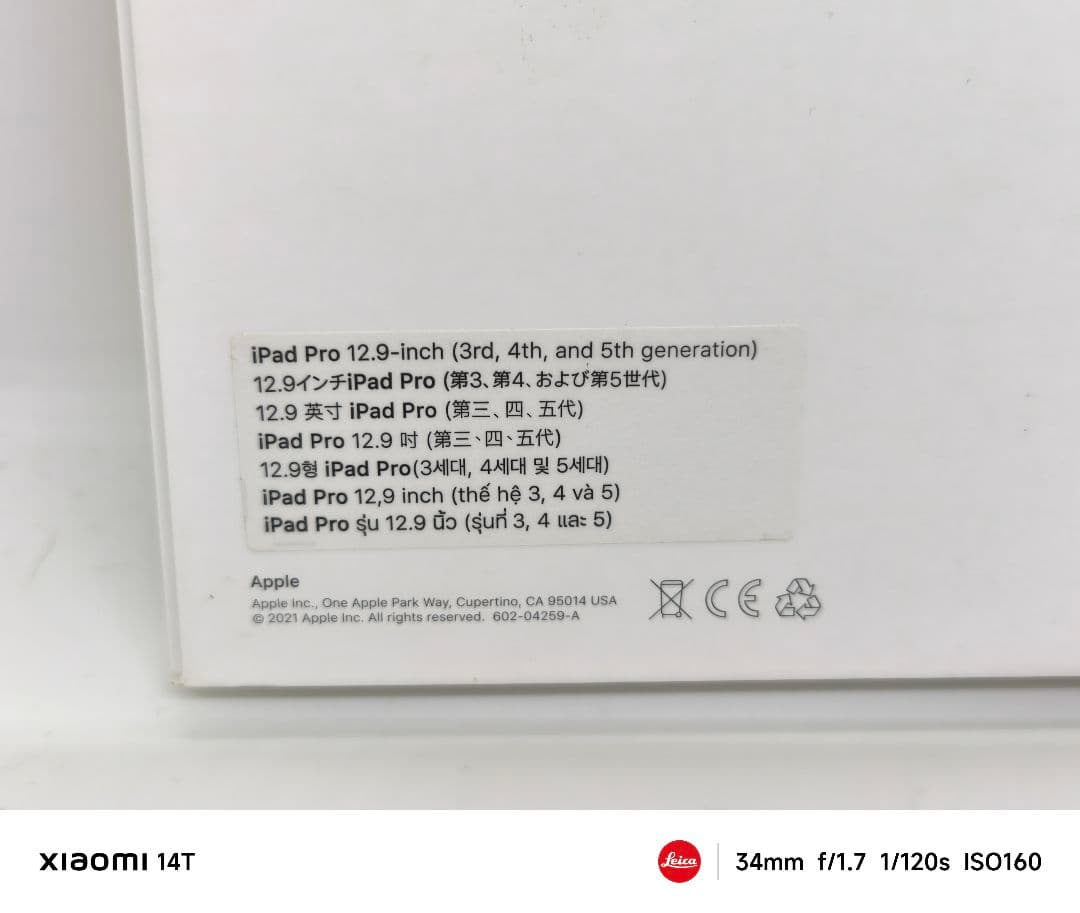 iPad Pro 12.9-inch (3rd, 4th, and 5th generation)
12.9インチiPad Pro (第3、第4、および第5世代)
12.9 英寸 iPad Pro (第三、四、五代)
iPad Pro 12.9 吋 (第三、四、五代)
12.9형 iPad Pro(3세대, 4세대 및 5세대)
iPad Pro 12,9 inch (thế hệ 3, 4 và 5)
iPad Pro รุ่น 12.9 นิ้ว (รุ่นที่ 3, 4 และ 5)
Apple
Apple Inc., One Apple Park Way, Cupertino, CA 95014 USA
© 2021 Apple Inc. All rights reserved. 602-04259-A
CE
XIAOMI 14T
Leica
34mm f/1.7 1/120s ISO160